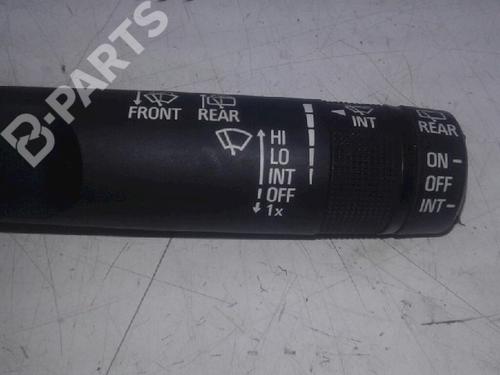 B-PARTS
FRONT REAR
INT
REAR
HI
LO
INT
OFF
1x
ON
OFF
INT